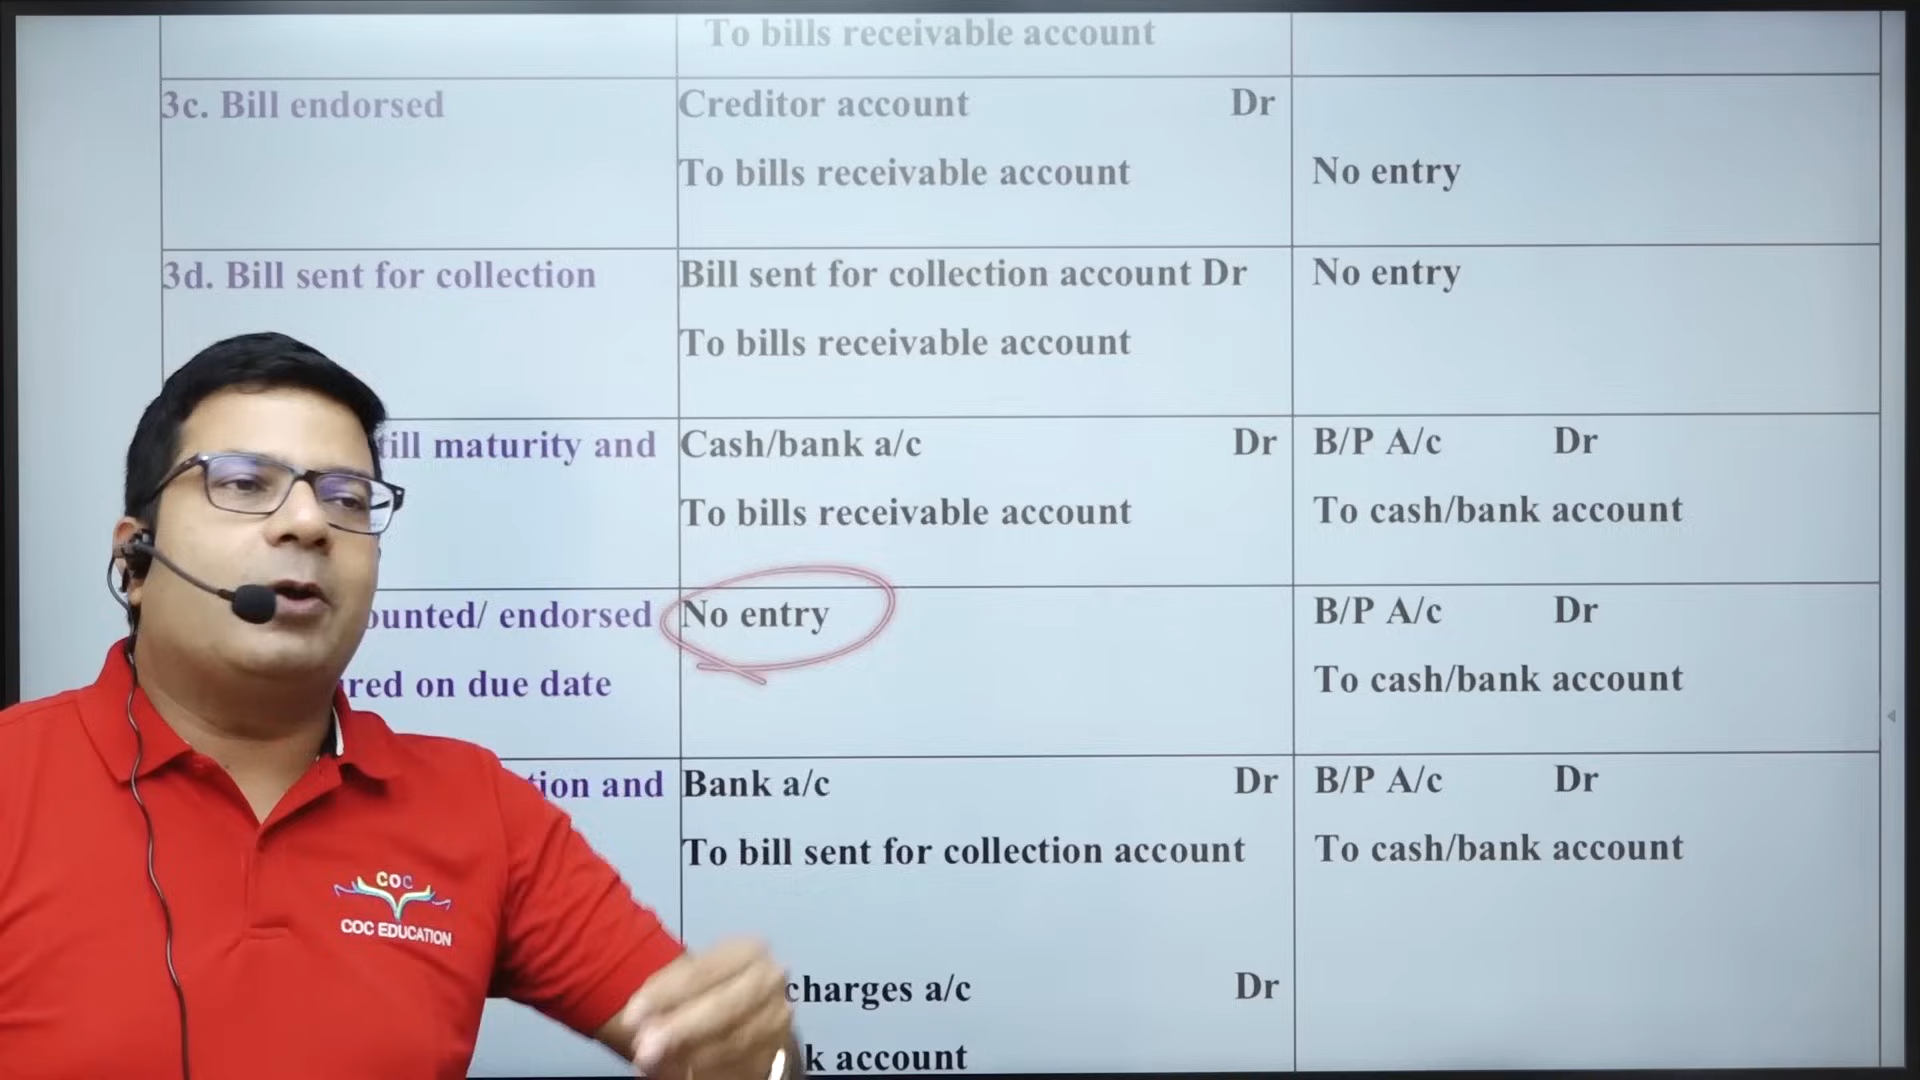 To bills receivable account
3c. Bill endorsed
Creditor account Dr
To bills receivable account
No entry
3d. Bill sent for collection
Bill sent for collection account Dr
To bills receivable account
No entry
till maturity and
Cash/bank a/c Dr
To bills receivable account
B/P A/c Dr
To cash/bank account
endorsed
on due date
No entry
B/P A/c Dr
To cash/bank account
and
Bank a/c Dr
To bill sent for collection account
B/P A/c Dr
To cash/bank account
charges a/c Dr
account
COC
COC EDUCATION